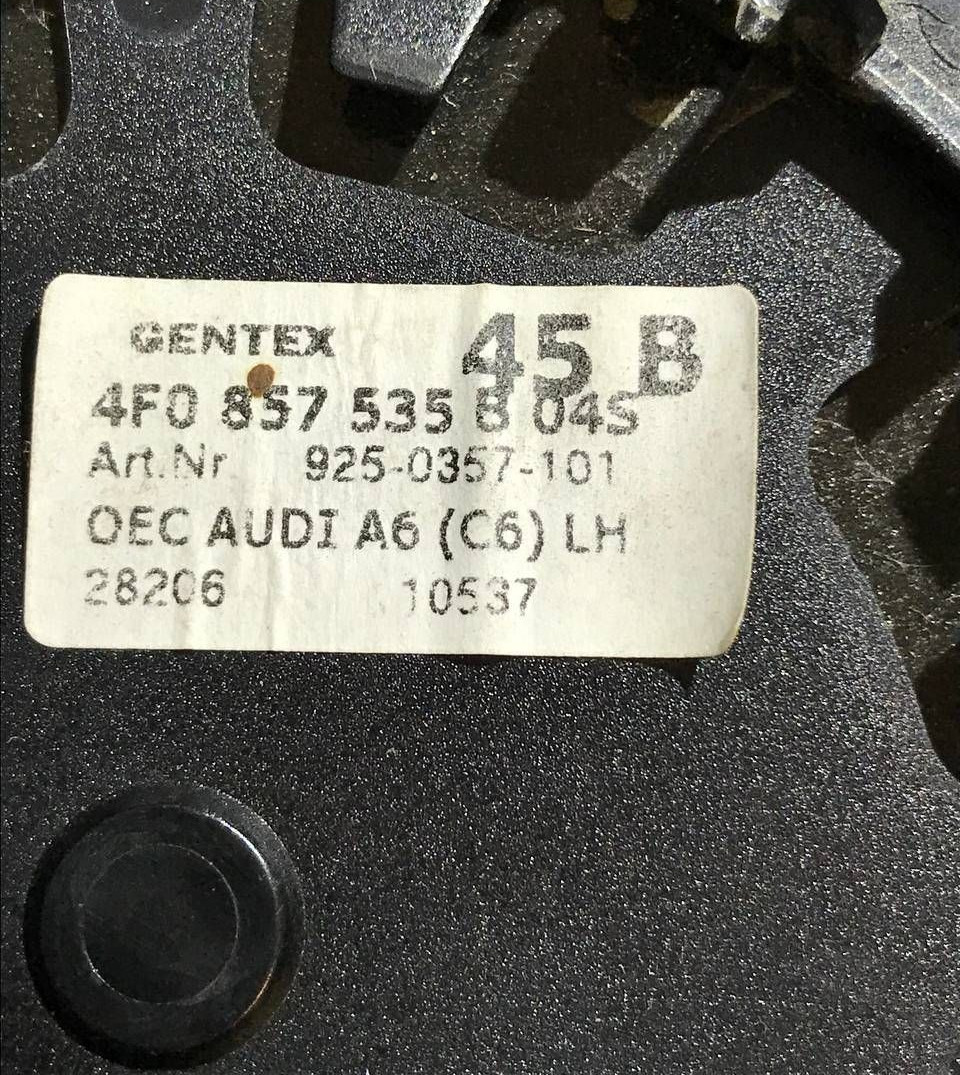 GENTEX 45 B
4F0 857 535 B 04S
Art.Nr 925-0357-101
OEC AUDI A6 (C6) LH
28206 10537